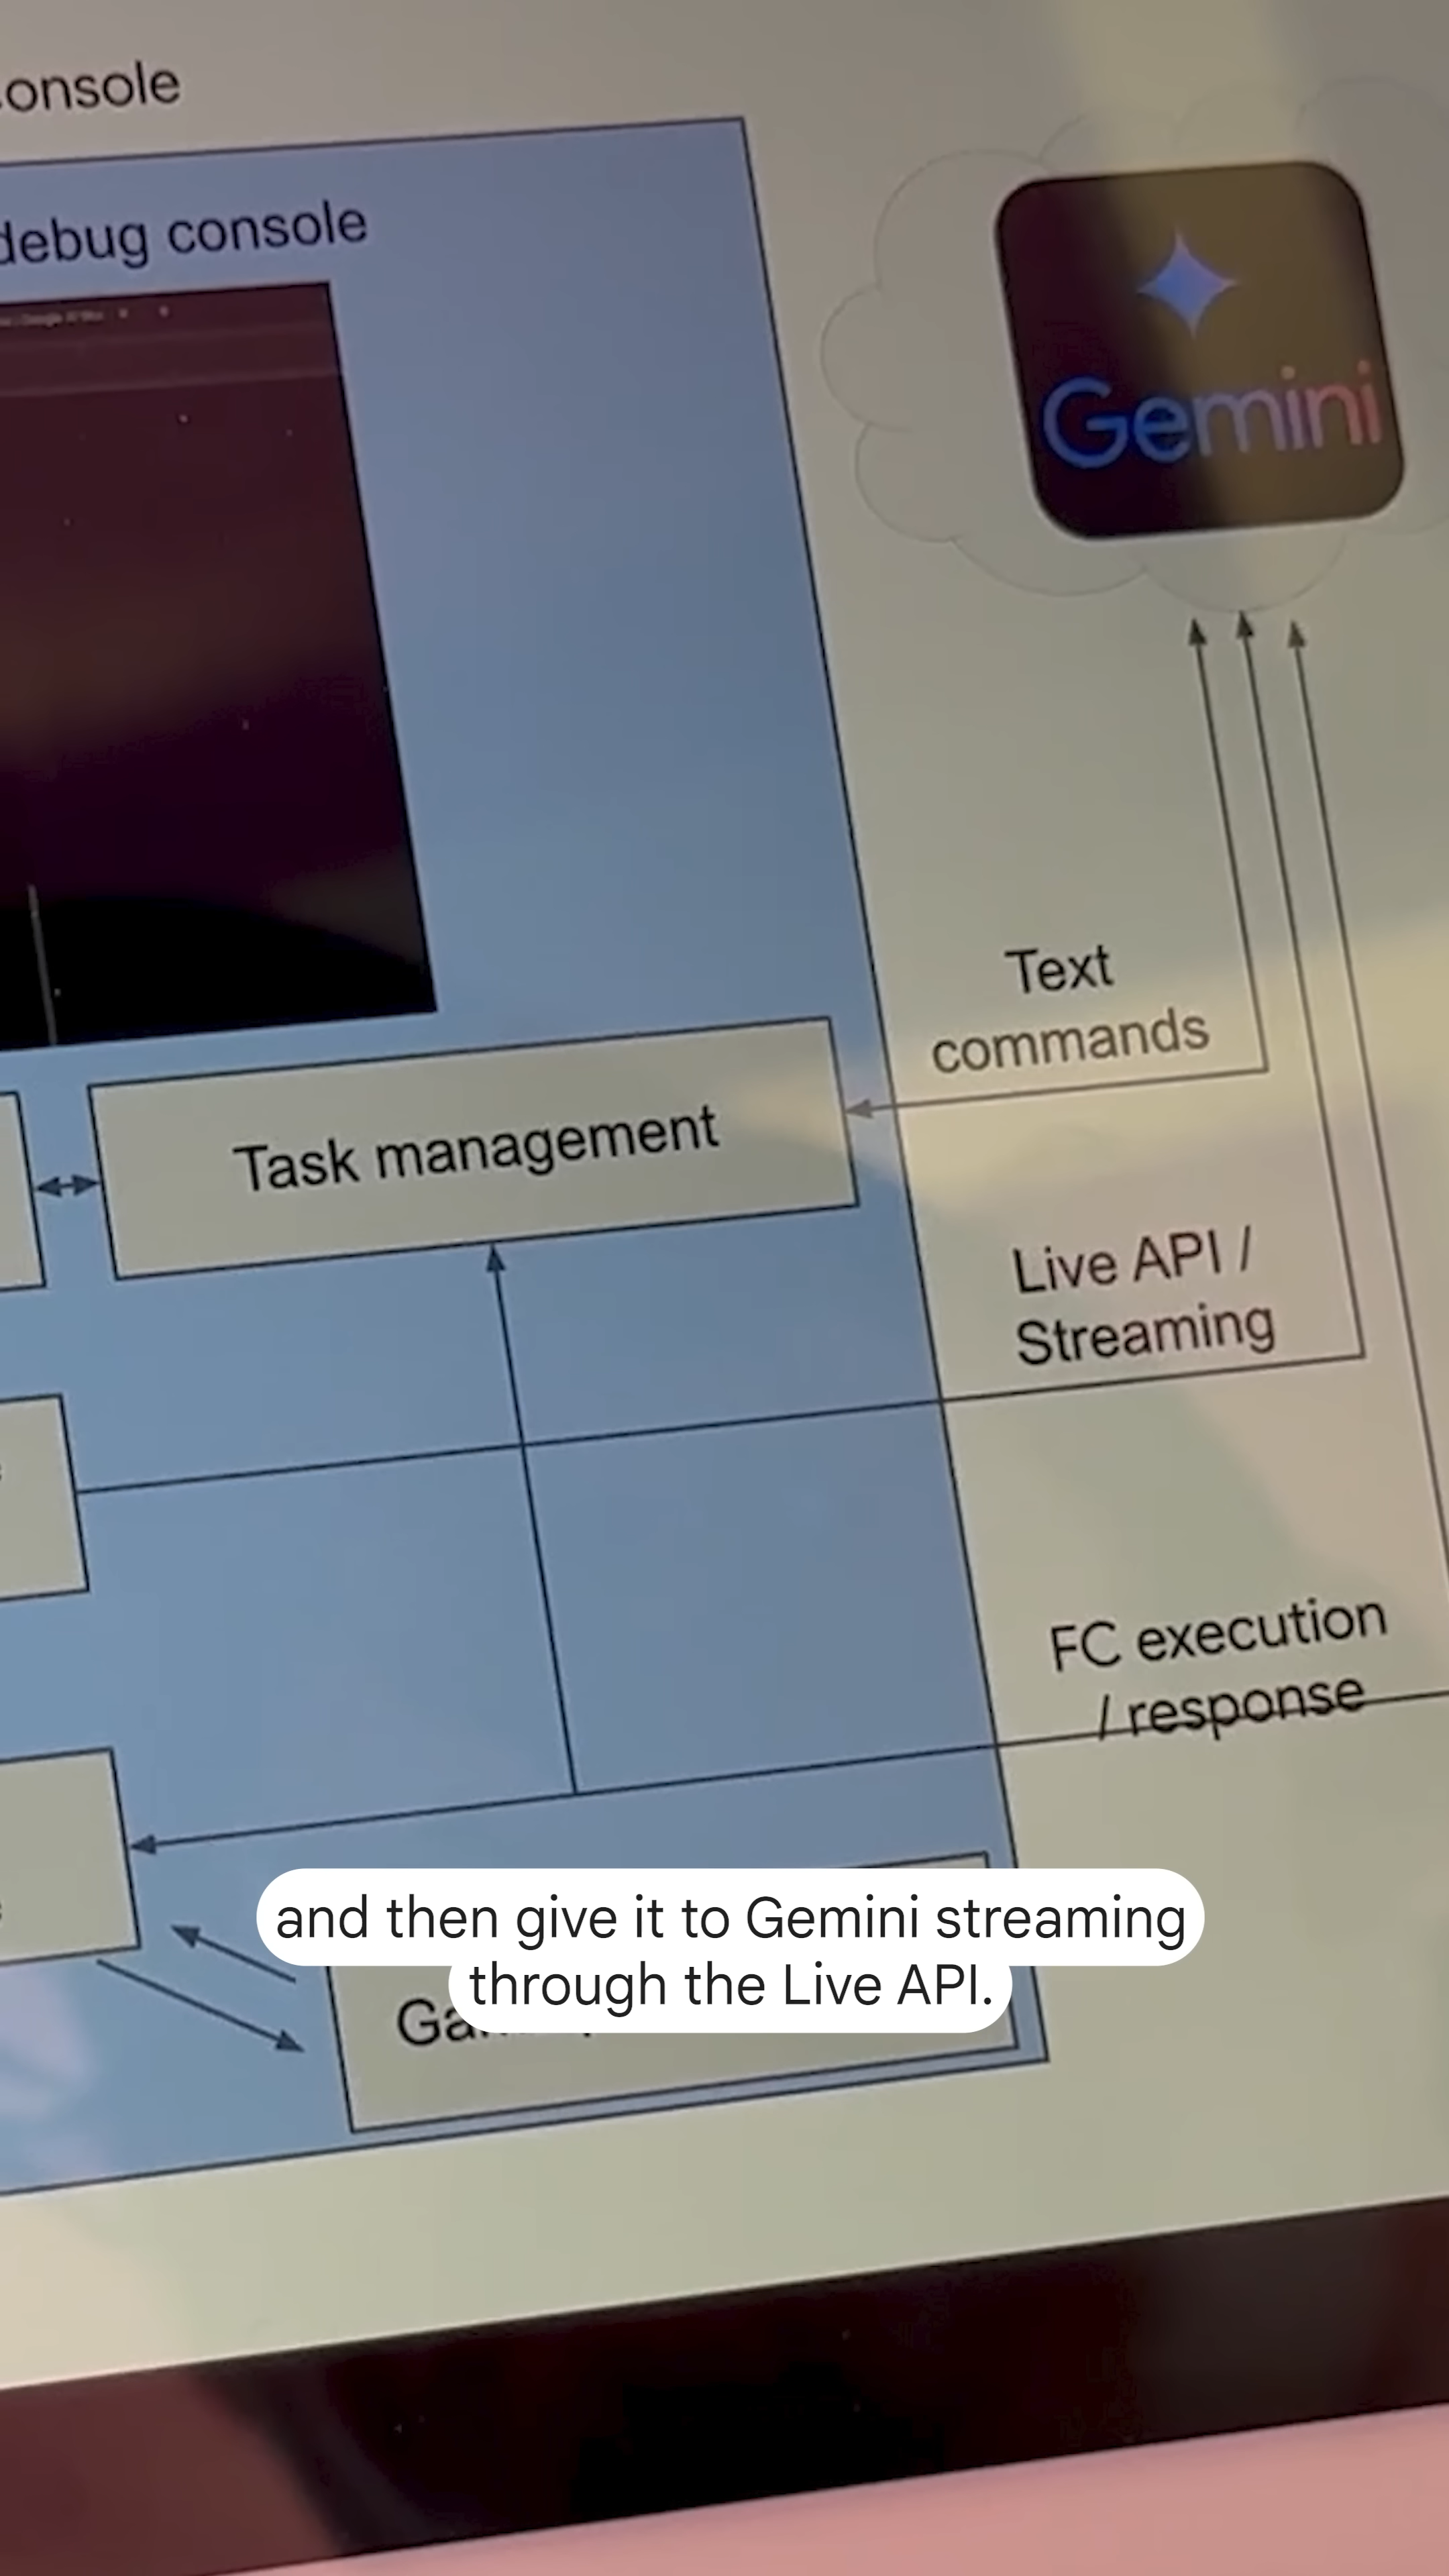 console
debug console
Gemini
Text
commands
Task management
Live API /
Streaming
FC execution
/ response
and then give it to Gemini streaming
through the Live API.